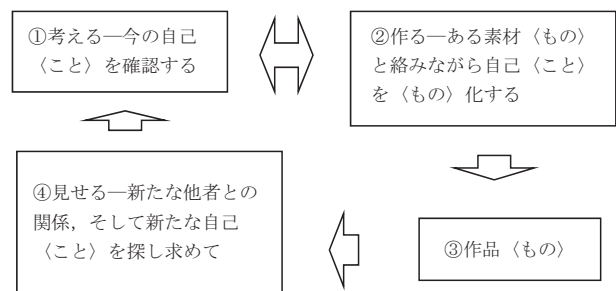 ①考える―今の自己
〈こと〉を確認する
②作る―ある素材〈もの〉
と絡みながら自己〈こと〉
を〈もの〉化する
③作品〈もの〉
④見せる―新たな他者との
関係，そして新たな自己
〈こと〉を探し求めて